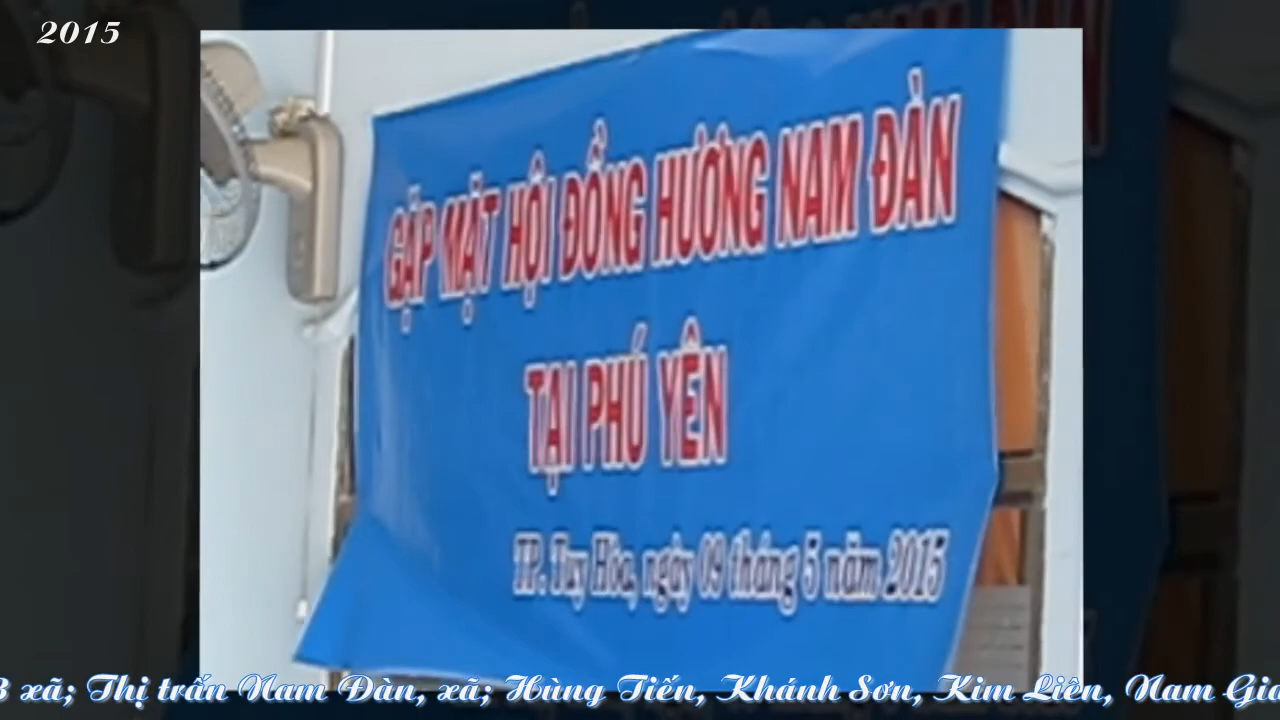 2015
GẶP MẶT HỘI ĐỒNG HƯƠNG NAM ĐÀN
TẠI PHÚ YÊN
TP. Tuy Hòa, ngày 09 tháng 5 năm 2015
xã; Thị trấn Nam Đàn, xã; Hùng Tiến, Khánh Sơn, Kim Liên, Nam